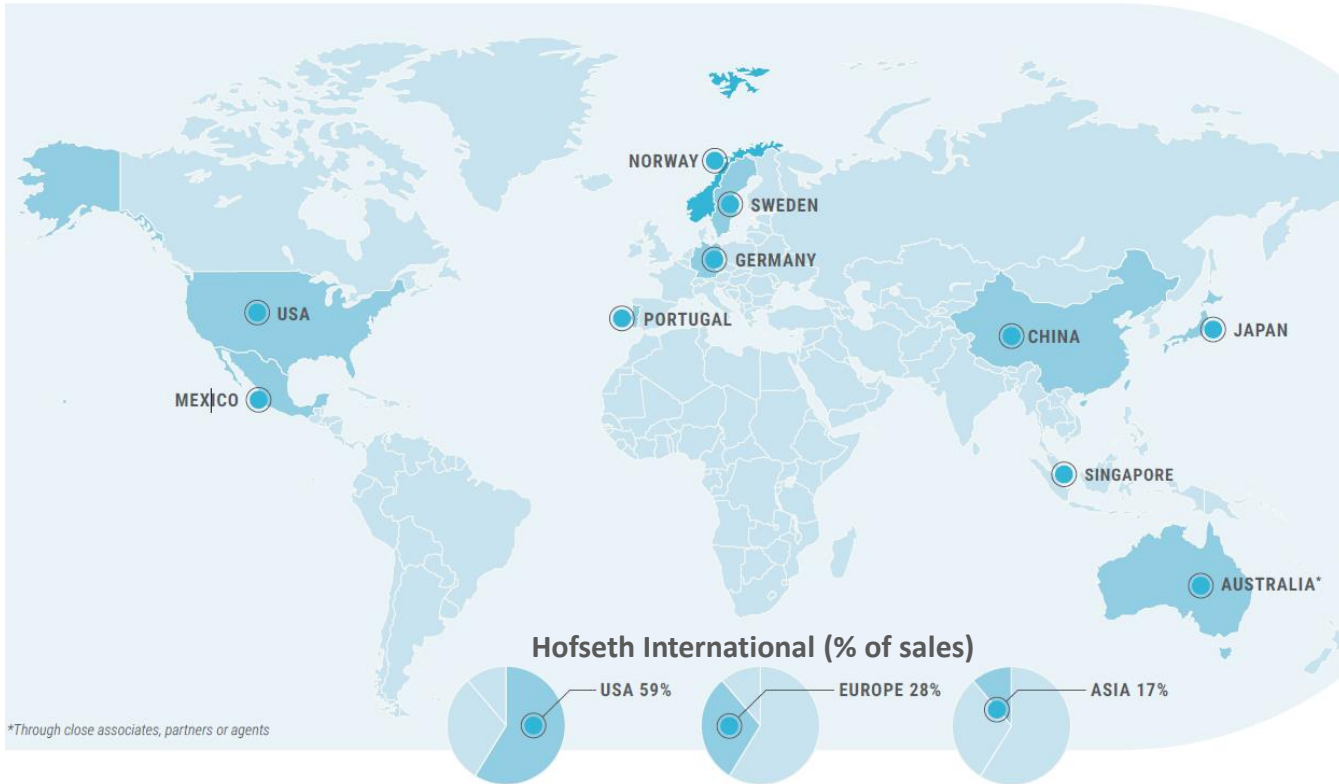 NORWAY
SWEDEN
GERMANY
USA
PORTUGAL
CHINA
JAPAN
MEXICO
SINGAPORE
AUSTRALIA*
Hofseth International (% of sales)
USA 59%
EUROPE 28%
ASIA 17%
*Through close associates, partners or agents